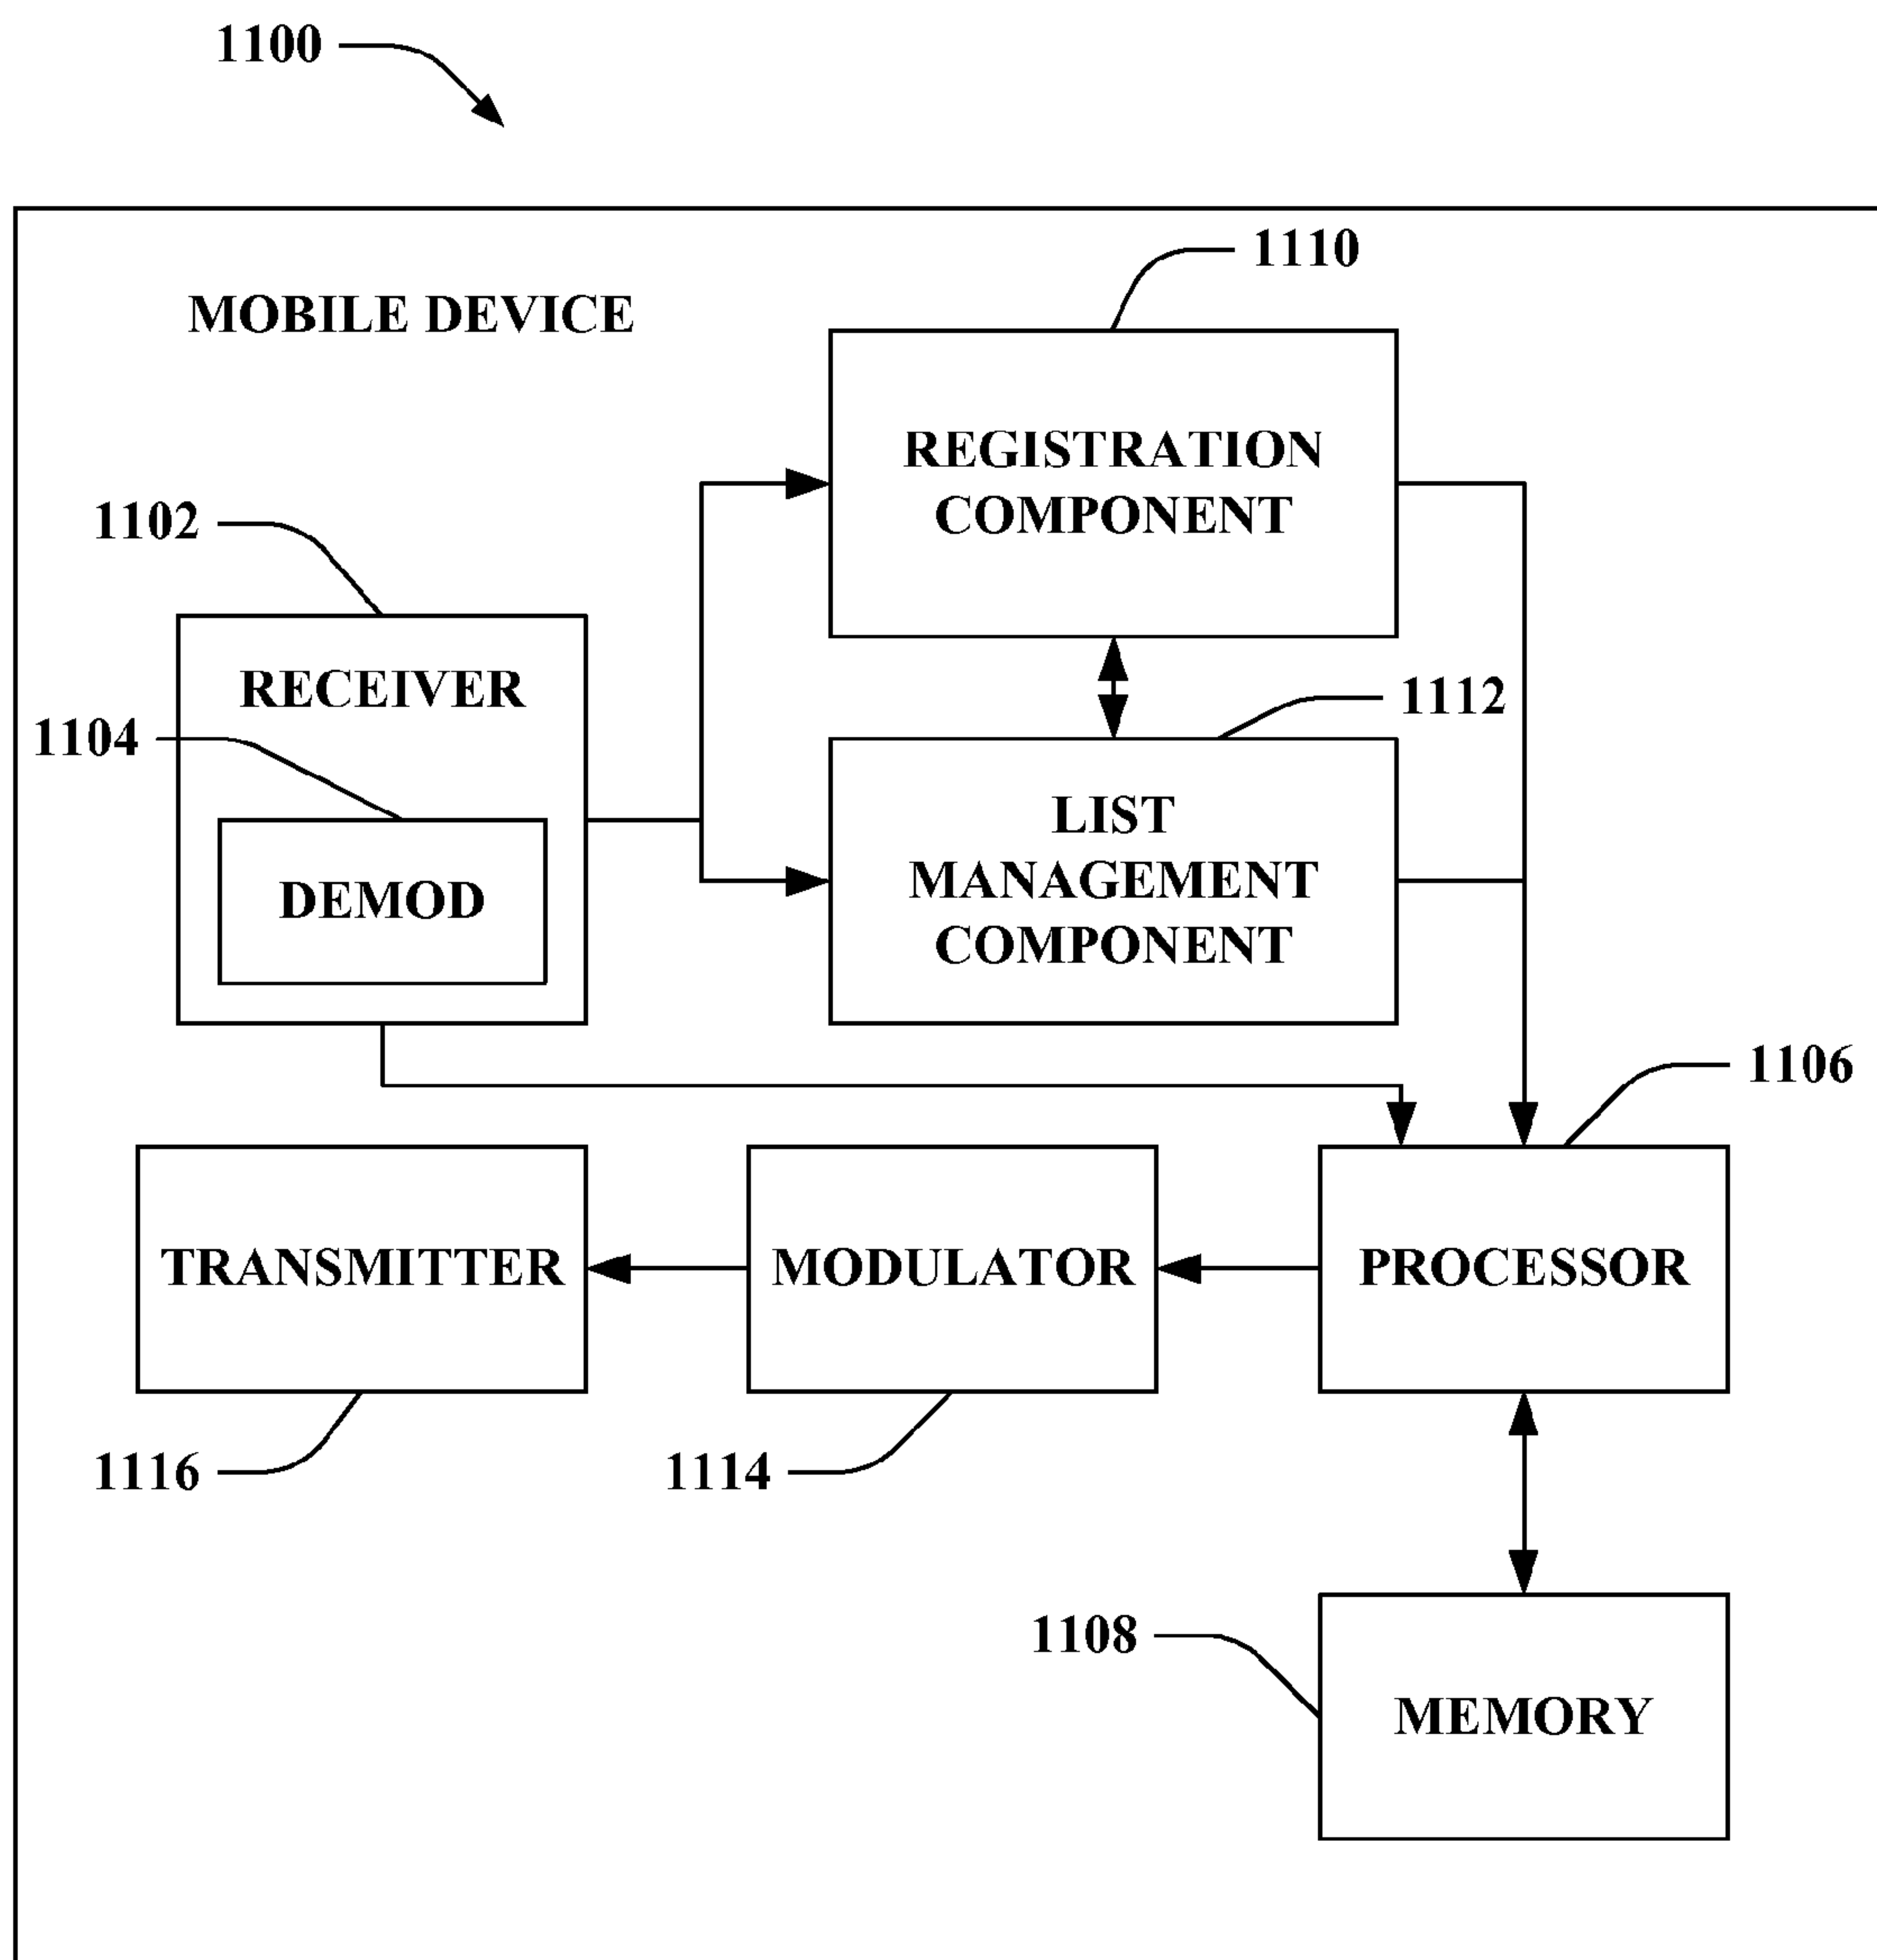 1100
MOBILE DEVICE
1110
REGISTRATION
COMPONENT
1102
RECEIVER
1104
DEMOD
1112
LIST
MANAGEMENT
COMPONENT
1106
TRANSMITTER
MODULATOR
PROCESSOR
1116
1114
1108
MEMORY